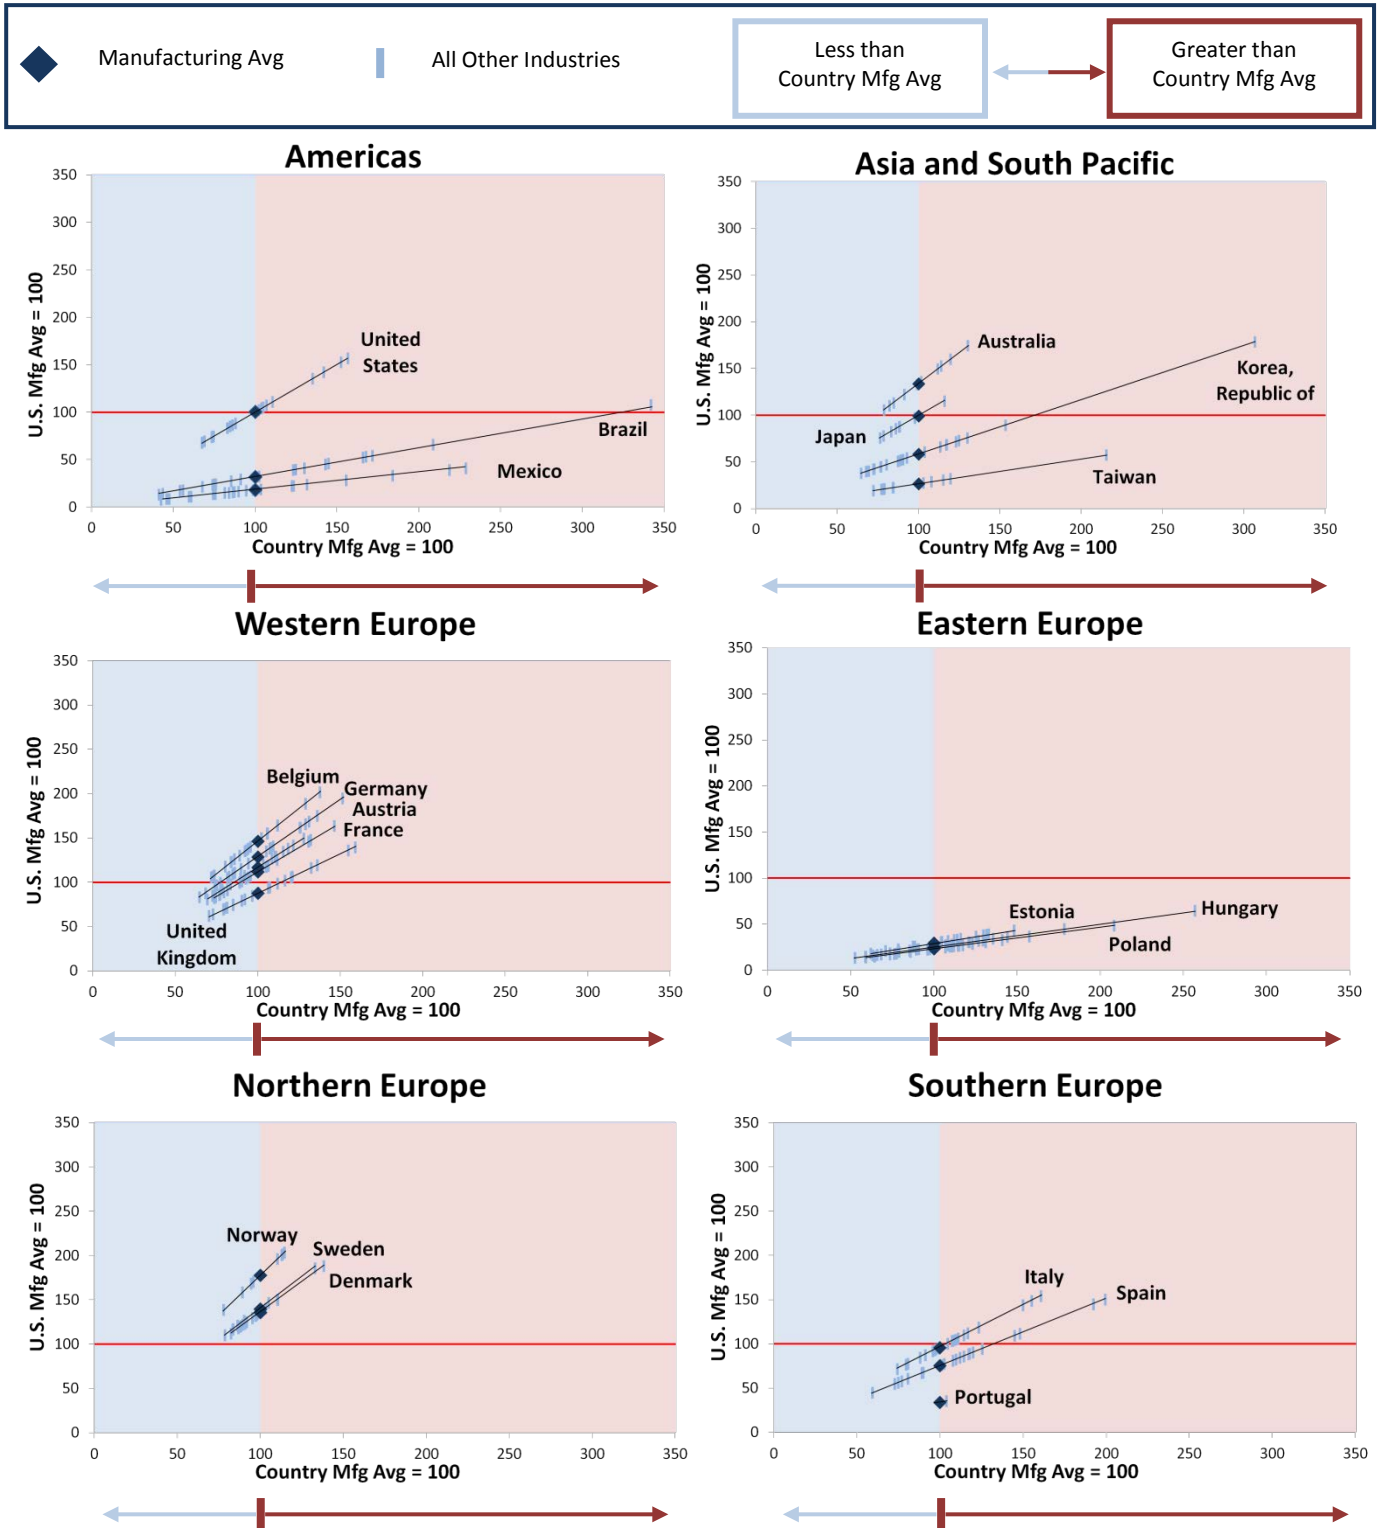 Manufacturing Avg
All Other Industries
Less than
Country Mfg Avg
Greater than
Country Mfg Avg
Americas
U.S. Mfg Avg = 100
350
300
250
200
150
100
50
0
United
States
Brazil
Mexico
0 50 100 150 200 250 300 350
Country Mfg Avg = 100
Asia and South Pacific
U.S. Mfg Avg = 100
350
300
250
200
150
100
50
0
Australia
Korea,
Republic of
Japan
Taiwan
0 50 100 150 200 250 300 350
Country Mfg Avg = 100
Western Europe
U.S. Mfg Avg = 100
350
300
250
200
150
100
50
0
Belgium
Germany
Austria
France
United
Kingdom
0 50 100 150 200 250 300 350
Country Mfg Avg = 100
Eastern Europe
U.S. Mfg Avg = 100
350
300
250
200
150
100
50
0
Estonia
Hungary
Poland
0 50 100 150 200 250 300 350
Country Mfg Avg = 100
Northern Europe
U.S. Mfg Avg = 100
350
300
250
200
150
100
50
0
Norway
Sweden
Denmark
0 50 100 150 200 250 300 350
Country Mfg Avg = 100
Southern Europe
U.S. Mfg Avg = 100
350
300
250
200
150
100
50
0
Italy
Spain
Portugal
0 50 100 150 200 250 300 350
Country Mfg Avg = 100